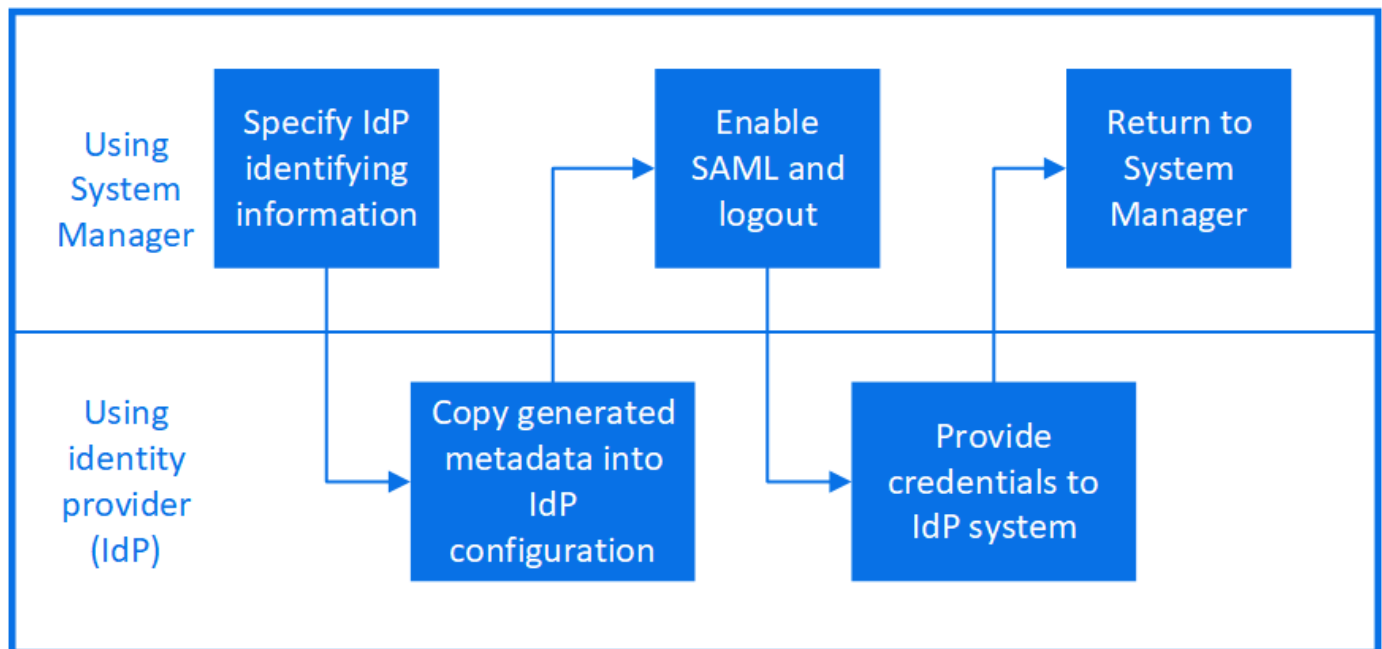 Using
System
Manager
Specify IdP
identifying
information
Enable
SAML and
logout
Return to
System
Manager
Using
identity
provider
(IdP)
Copy generated
metadata into
IdP
configuration
Provide
credentials to
IdP system